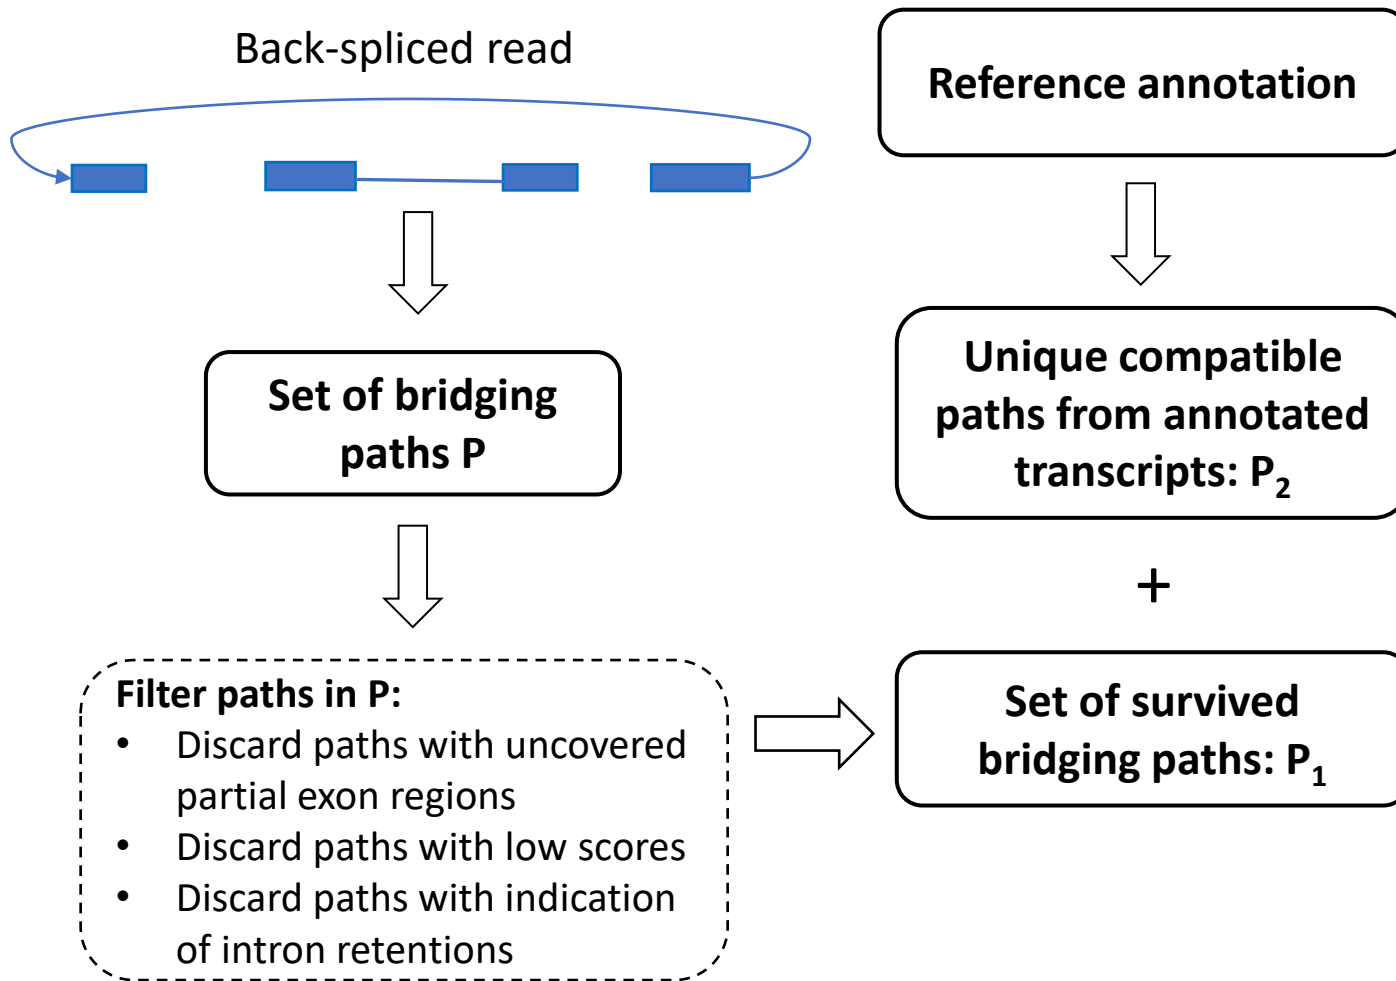 Back-spliced read
Reference annotation
Set of bridging
paths P
Unique compatible
paths from annotated
transcripts: P₂
+
Filter paths in P:
• Discard paths with uncovered
partial exon regions
• Discard paths with low scores
• Discard paths with indication
of intron retentions
Set of survived
bridging paths: P₁